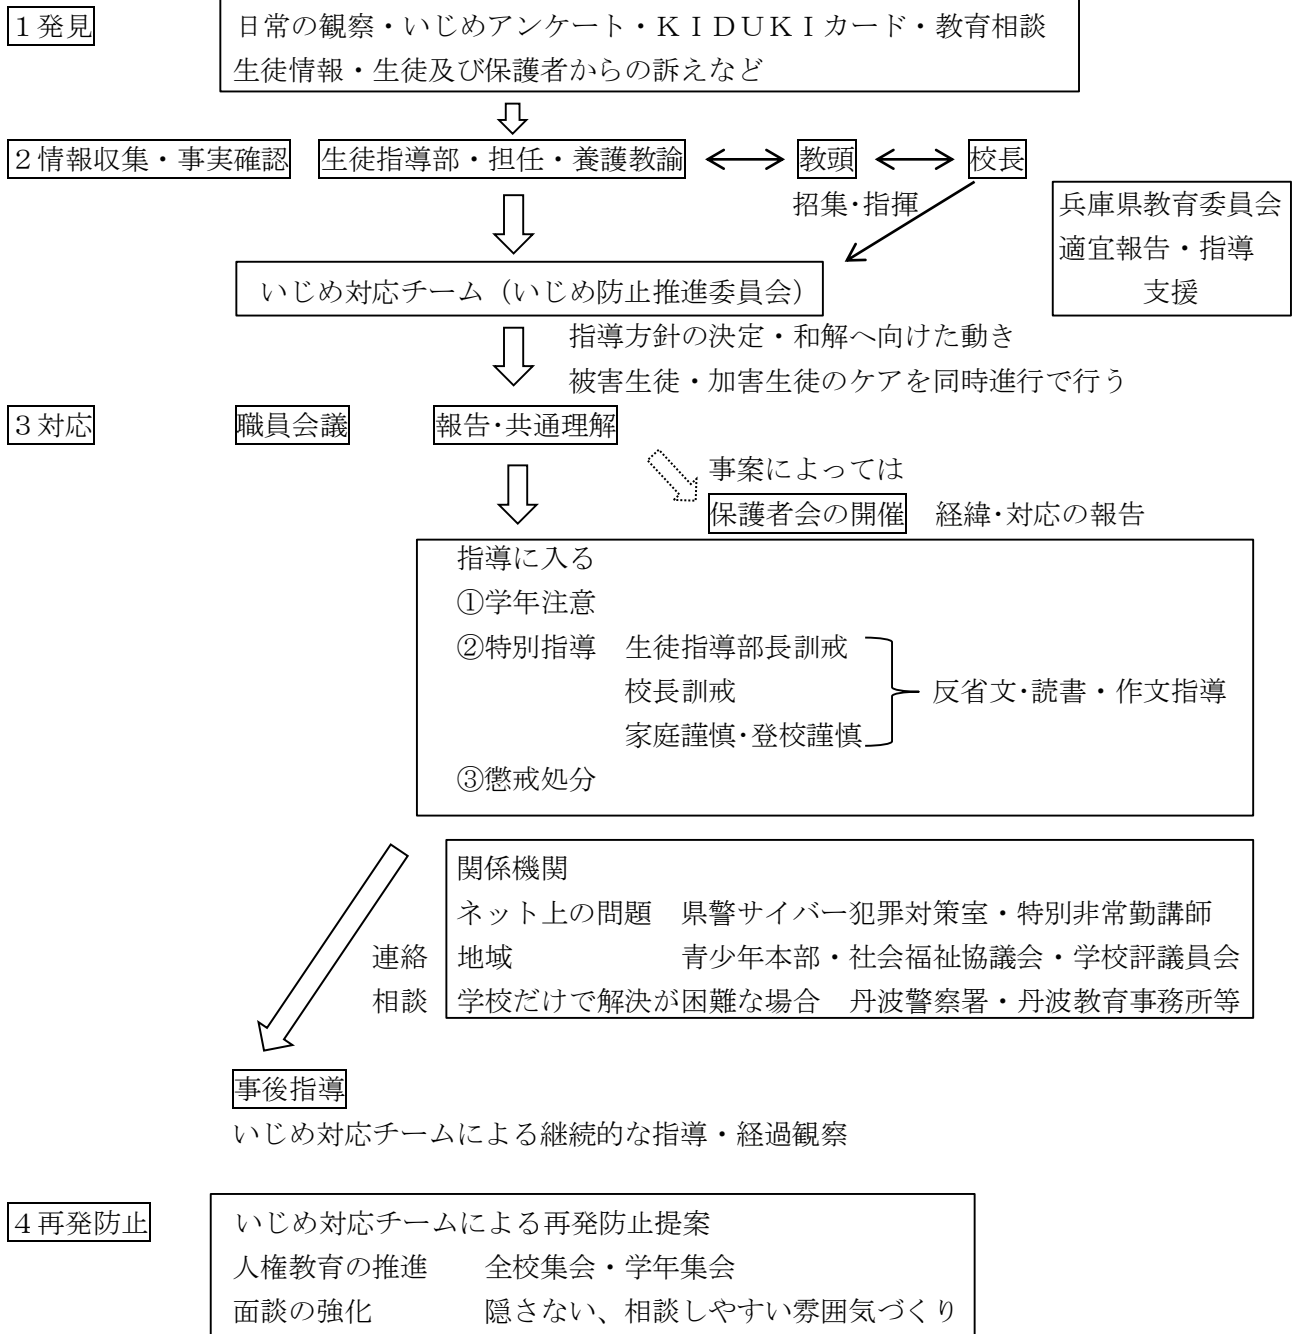 １発見
日常の観察・いじめアンケート・ＫＩＤＵＫＩカード・教育相談
生徒情報・生徒及び保護者からの訴えなど
２情報収集・事実確認 生徒指導部・担任・養護教諭 教頭 校長
招集・指揮
兵庫県教育委員会
適宜報告・指導
支援
いじめ対応チーム（いじめ防止推進委員会）
指導方針の決定・和解へ向けた動き
被害生徒・加害生徒のケアを同時進行で行う
３対応 職員会議 報告・共通理解
事案によっては
保護者会の開催 経緯・対応の報告
指導に入る
①学年注意
②特別指導 生徒指導部長訓戒
校長訓戒 反省文・読書・作文指導
家庭謹慎・登校謹慎
③懲戒処分
関係機関
ネット上の問題 県警サイバー犯罪対策室・特別非常勤講師
連絡 地域 青少年本部・社会福祉協議会・学校評議員会
相談 学校だけで解決が困難な場合 丹波警察署・丹波教育事務所等
事後指導
いじめ対応チームによる継続的な指導・経過観察
４再発防止 いじめ対応チームによる再発防止提案
人権教育の推進 全校集会・学年集会
面談の強化 隠さない、相談しやすい雰囲気づくり